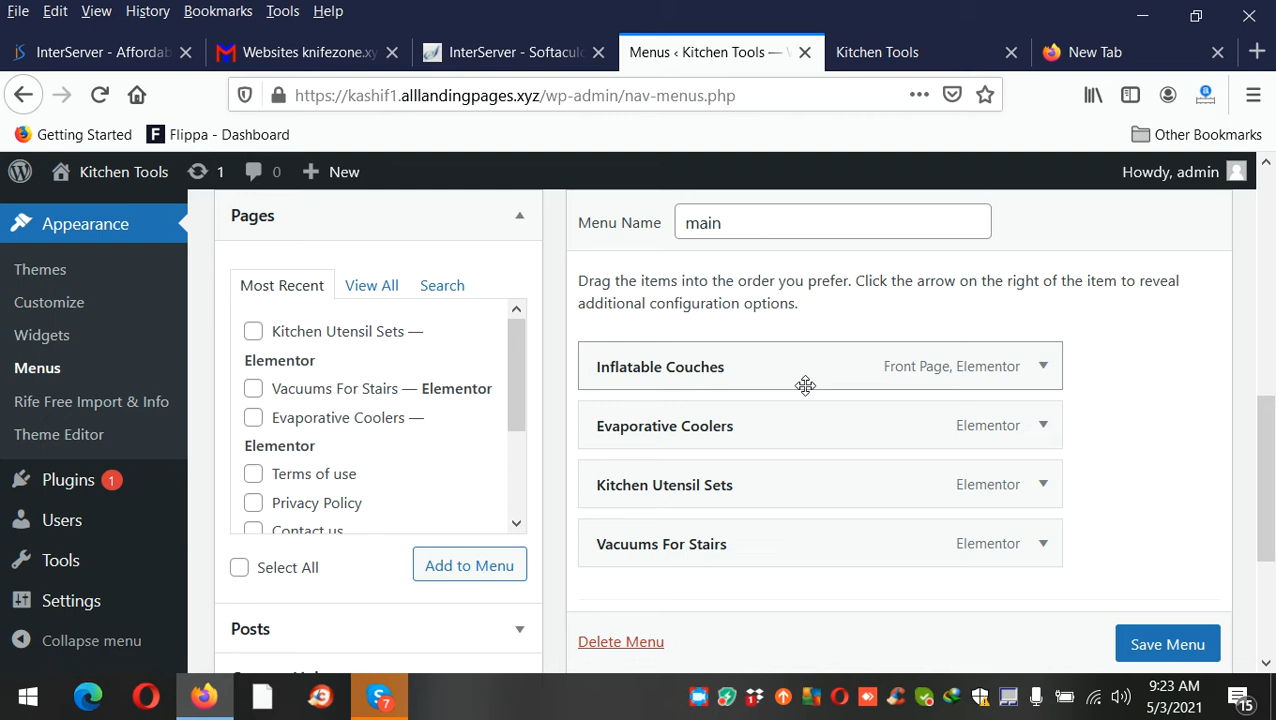 File Edit View History Bookmarks Tools Help
InterServer - Affordab
Websites knifezone.xy
InterServer - Softacul
Menus ‹ Kitchen Tools —
Kitchen Tools
New Tab
https://kashif1.alllandingpages.xyz/wp-admin/nav-menus.php
Getting Started
Flippa - Dashboard
Other Bookmarks
Kitchen Tools 1 0 New
Howdy, admin
Appearance
Themes
Customize
Widgets
Menus
Rife Free Import & Info
Theme Editor
Plugins 1
Users
Tools
Settings
Collapse menu
Pages
Most Recent View All Search
Kitchen Utensil Sets —
Elementor
Vacuums For Stairs — Elementor
Evaporative Coolers —
Elementor
Terms of use
Privacy Policy
Contact us
Select All
Add to Menu
Posts
Menu Name main
Drag the items into the order you prefer. Click the arrow on the right of the item to reveal
additional configuration options.
Inflatable Couches Front Page, Elementor
Evaporative Coolers Elementor
Kitchen Utensil Sets Elementor
Vacuums For Stairs Elementor
Delete Menu
Save Menu
7
9:23 AM
5/3/2021
15